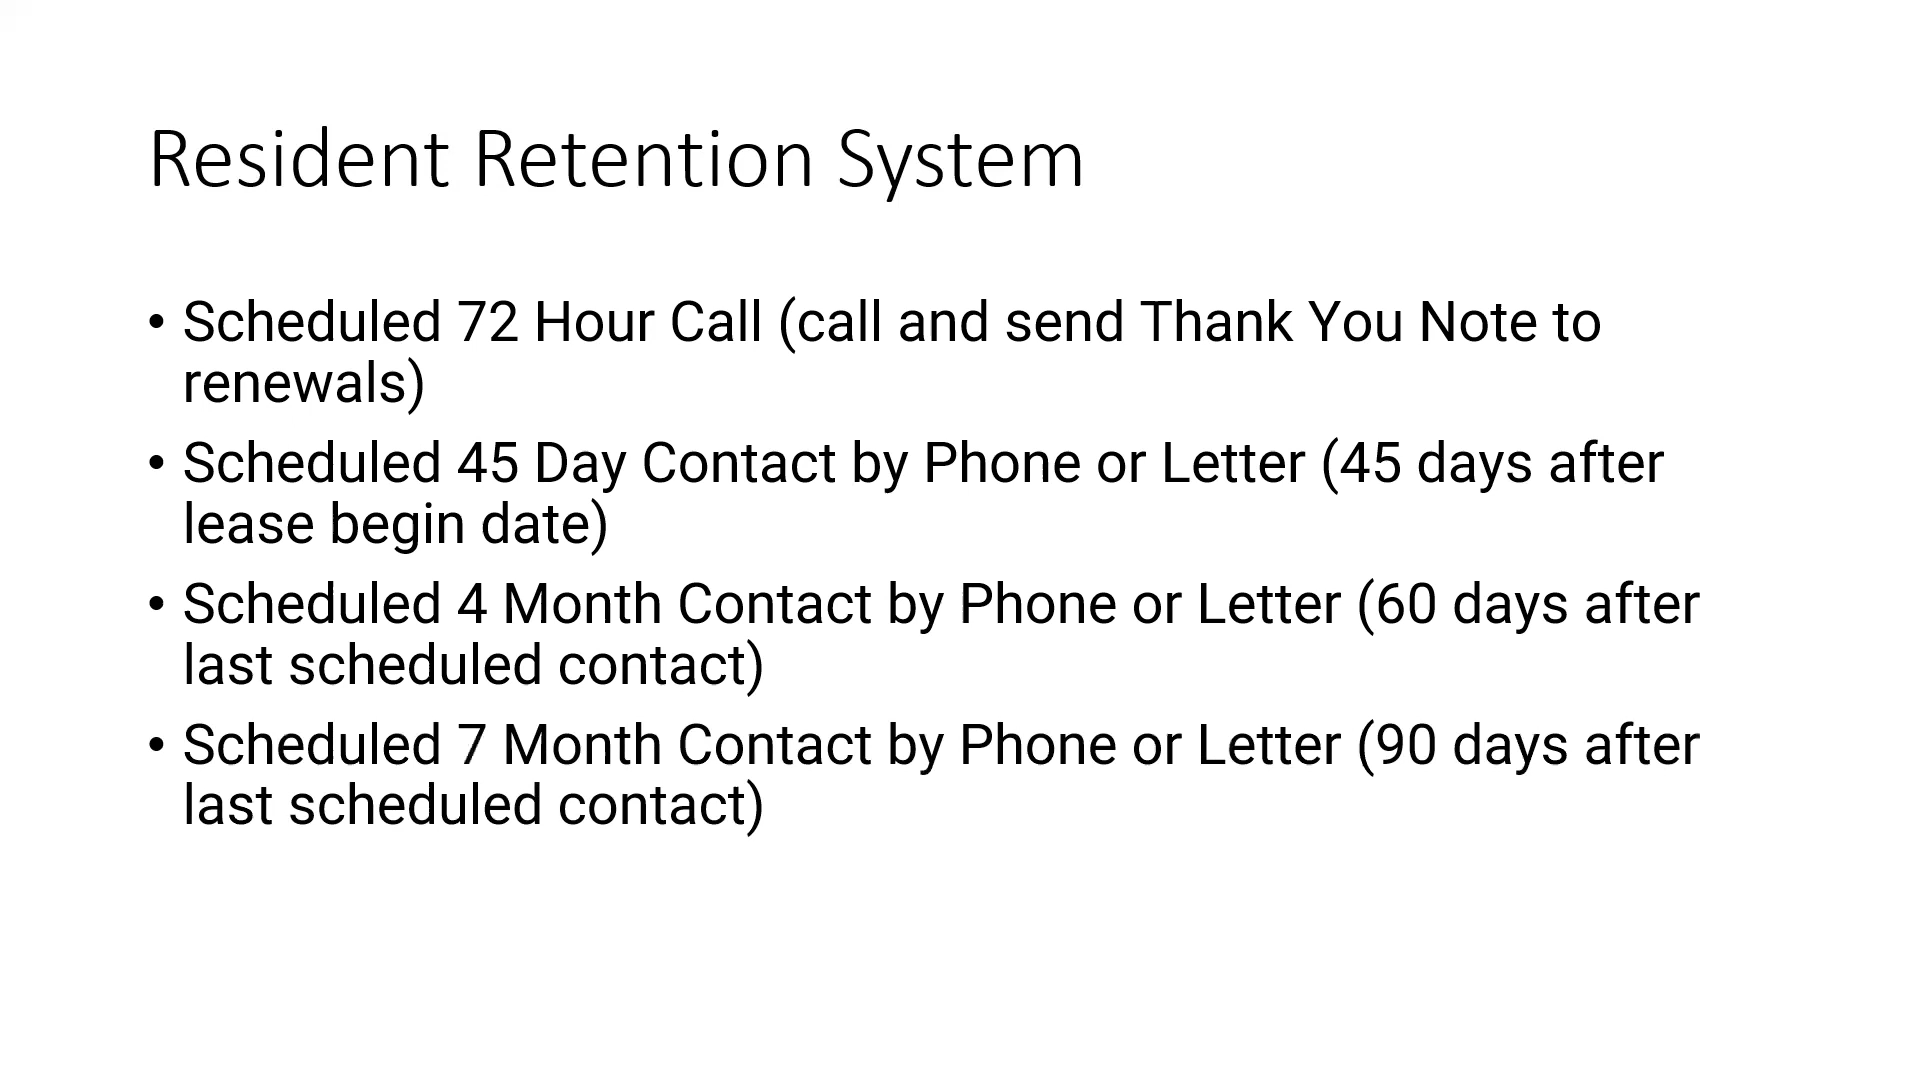 Resident Retention System
• Scheduled 72 Hour Call (call and send Thank You Note to
renewals)
• Scheduled 45 Day Contact by Phone or Letter (45 days after
lease begin date)
• Scheduled 4 Month Contact by Phone or Letter (60 days after
last scheduled contact)
• Scheduled 7 Month Contact by Phone or Letter (90 days after
last scheduled contact)